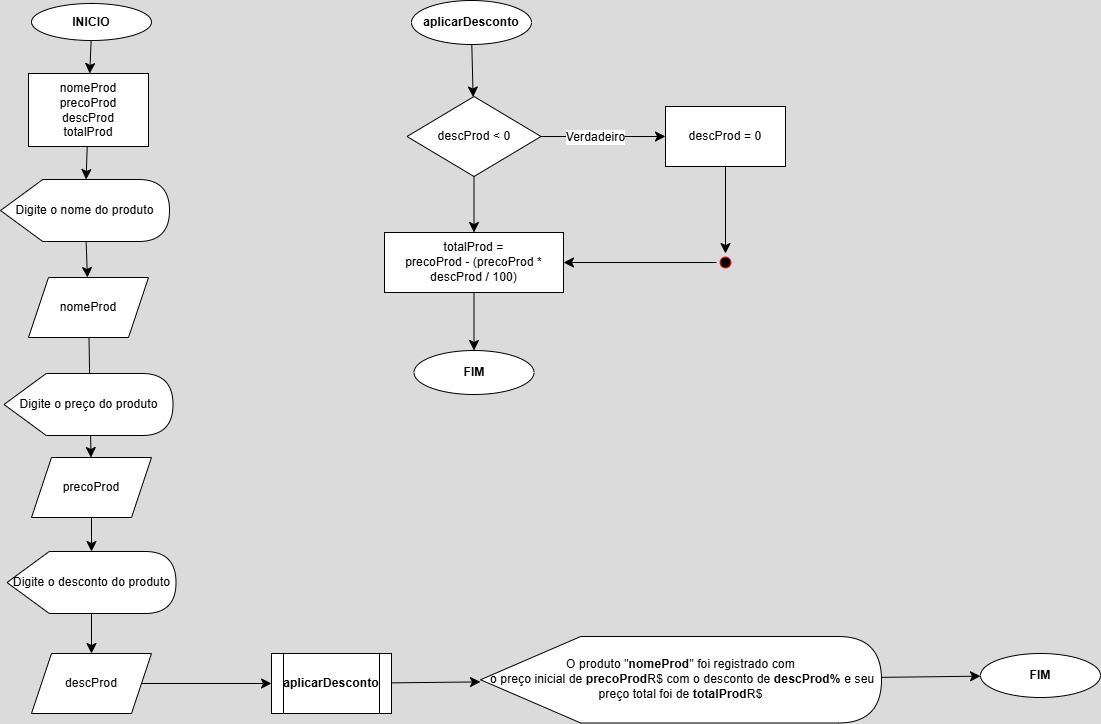 INICIO
nomeProd
precoProd
descProd
totalProd
Digite o nome do produto
nomeProd
Digite o preço do produto
precoProd
Digite o desconto do produto
descProd
aplicarDesconto
O produto "nomeProd" foi registrado com
o preço inicial de precoProdR$ com o desconto de descProd% e seu
preço total foi de totalProdR$
FIM
aplicarDesconto
descProd < 0
Verdadeiro
descProd = 0
totalProd =
precoProd - (precoProd *
descProd / 100)
FIM